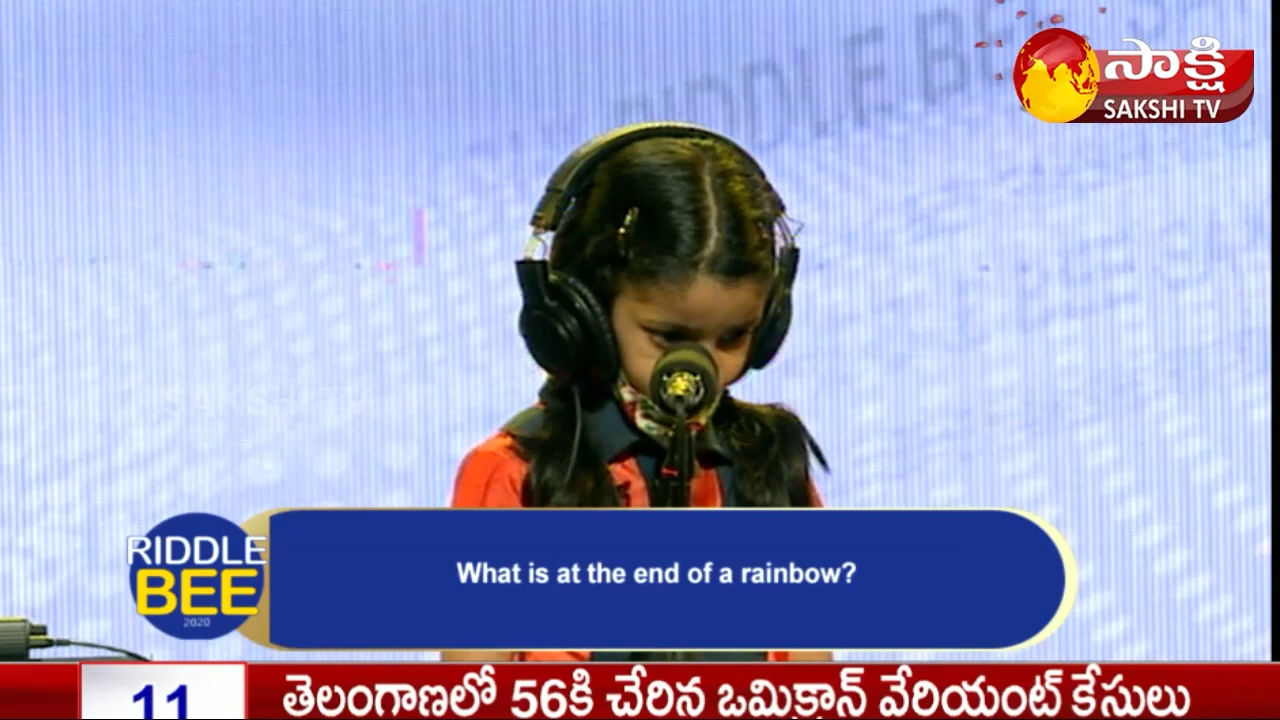 సాక్షి
SAKSHI TV
RIDDLE
BEE
2020
What is at the end of a rainbow?
11
తెలంగాణలో 56కి చేరిన ఒమిక్రాన్ వేరియంట్ కేసులు